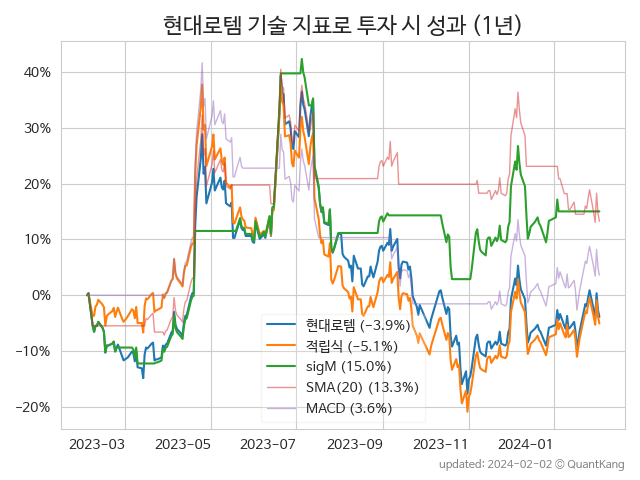 현대로템 기술 지표로 투자 시 성과 (1년)
40%
30%
20%
10%
0%
−10%
−20%
현대로템 (−3.9%)
적립식 (−5.1%)
sigM (15.0%)
SMA(20) (13.3%)
MACD (3.6%)
2023-03 2023-05 2023-07 2023-09 2023-11 2024-01
updated: 2024-02-02 © QuantKang